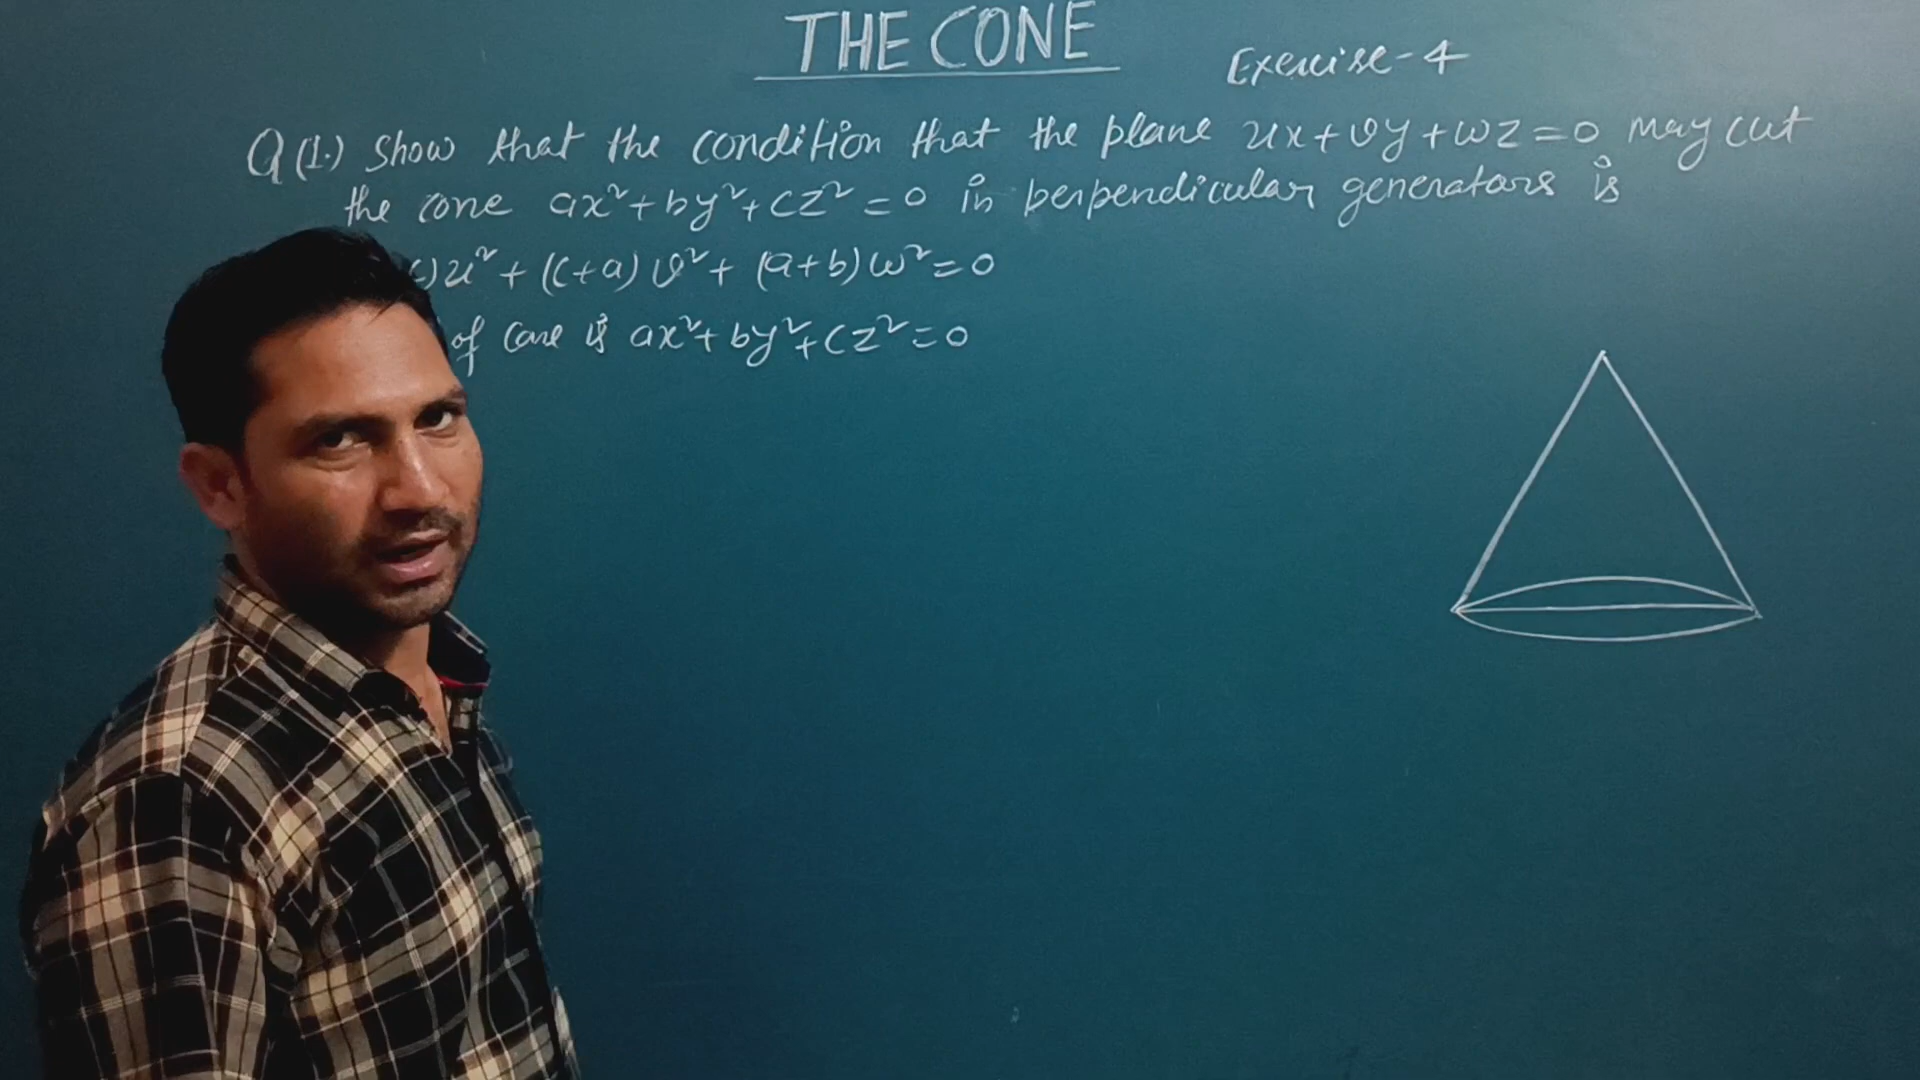 THE CONE
Exercise-4
Q(1.) Show that the condition that the plane ux+vy+wz=0 may cut
the cone ax²+by²+cz²=0 in perpendicular generators is
)u²+(c+a)v²+(a+b)w²=0
of cone is ax²+by²+cz²=0